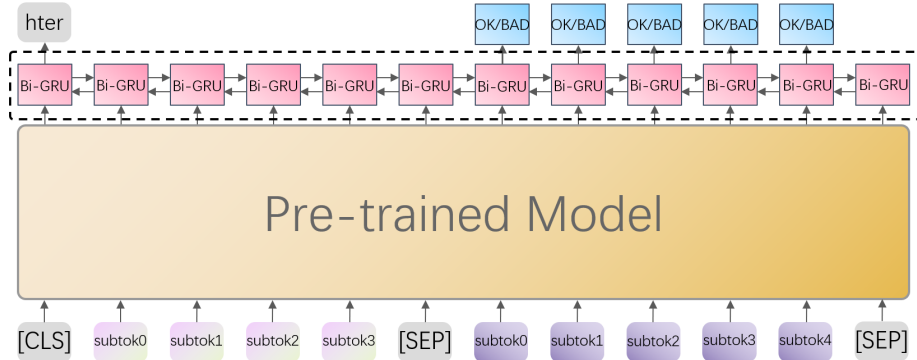 hter OK/BAD OK/BAD OK/BAD OK/BAD OK/BAD
Bi-GRU Bi-GRU Bi-GRU Bi-GRU Bi-GRU Bi-GRU Bi-GRU Bi-GRU Bi-GRU Bi-GRU Bi-GRU Bi-GRU
Pre-trained Model
[CLS] subtok0 subtok1 subtok2 subtok3 [SEP] subtok0 subtok1 subtok2 subtok3 subtok4 [SEP]